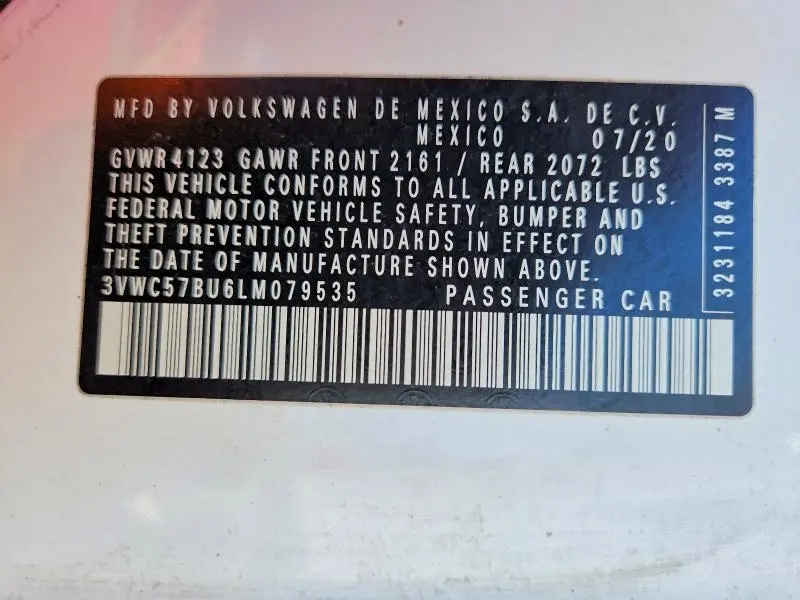 MFD BY VOLKSWAGEN DE MEXICO S.A. DE C.V.
MEXICO 07/20
GVWR 4123 GAWR FRONT 2161 / REAR 2072 LBS
THIS VEHICLE CONFORMS TO ALL APPLICABLE U.S.
FEDERAL MOTOR VEHICLE SAFETY, BUMPER AND
THEFT PREVENTION STANDARDS IN EFFECT ON
THE DATE OF MANUFACTURE SHOWN ABOVE.
3VWC57BU6LM079535 PASSENGER CAR
3231184 3387 M